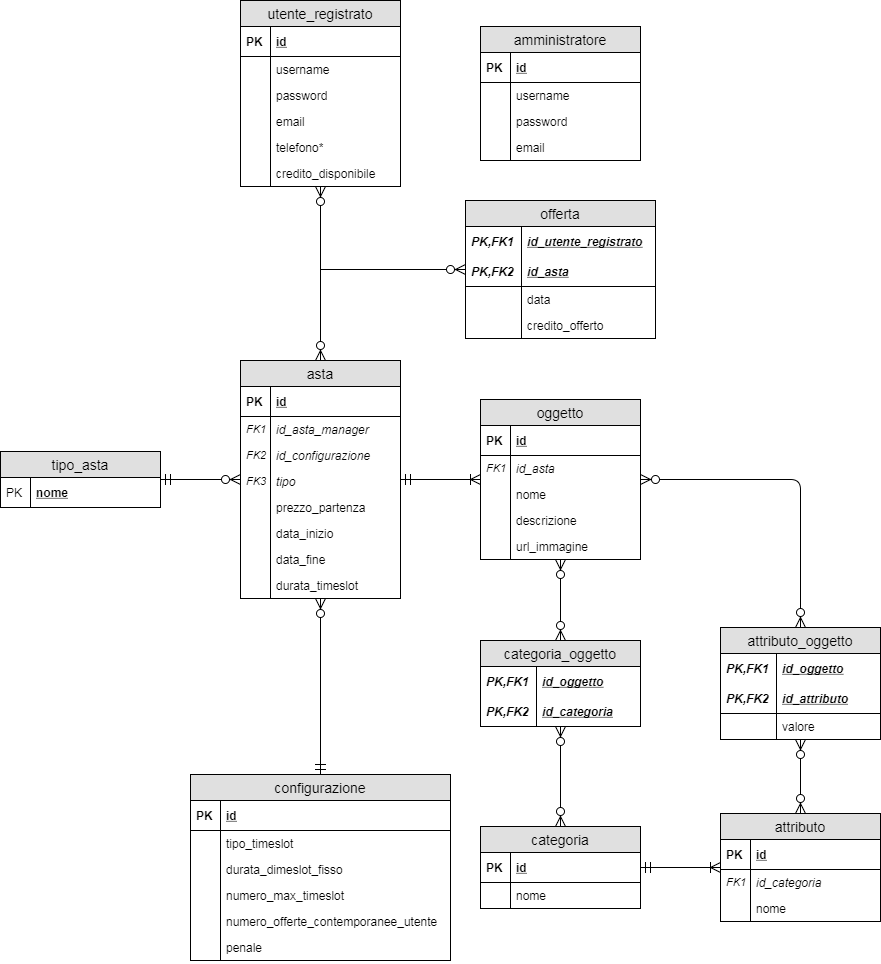 utente_registrato
PK id
username
password
email
telefono*
credito_disponibile
amministratore
PK id
username
password
email
offerta
PK,FK1 id_utente_registrato
PK,FK2 id_asta
data
credito_offerto
asta
PK id
FK1 id_asta_manager
FK2 id_configurazione
FK3 tipo
prezzo_partenza
data_inizio
data_fine
durata_timeslot
tipo_asta
PK nome
oggetto
PK id
FK1 id_asta
nome
descrizione
url_immagine
categoria_oggetto
PK,FK1 id_oggetto
PK,FK2 id_categoria
attributo_oggetto
PK,FK1 id_oggetto
PK,FK2 id_attributo
valore
configurazione
PK id
tipo_timeslot
durata_dimeslot_fisso
numero_max_timeslot
numero_offerte_contemporanee_utente
penale
categoria
PK id
nome
attributo
PK id
FK1 id_categoria
nome